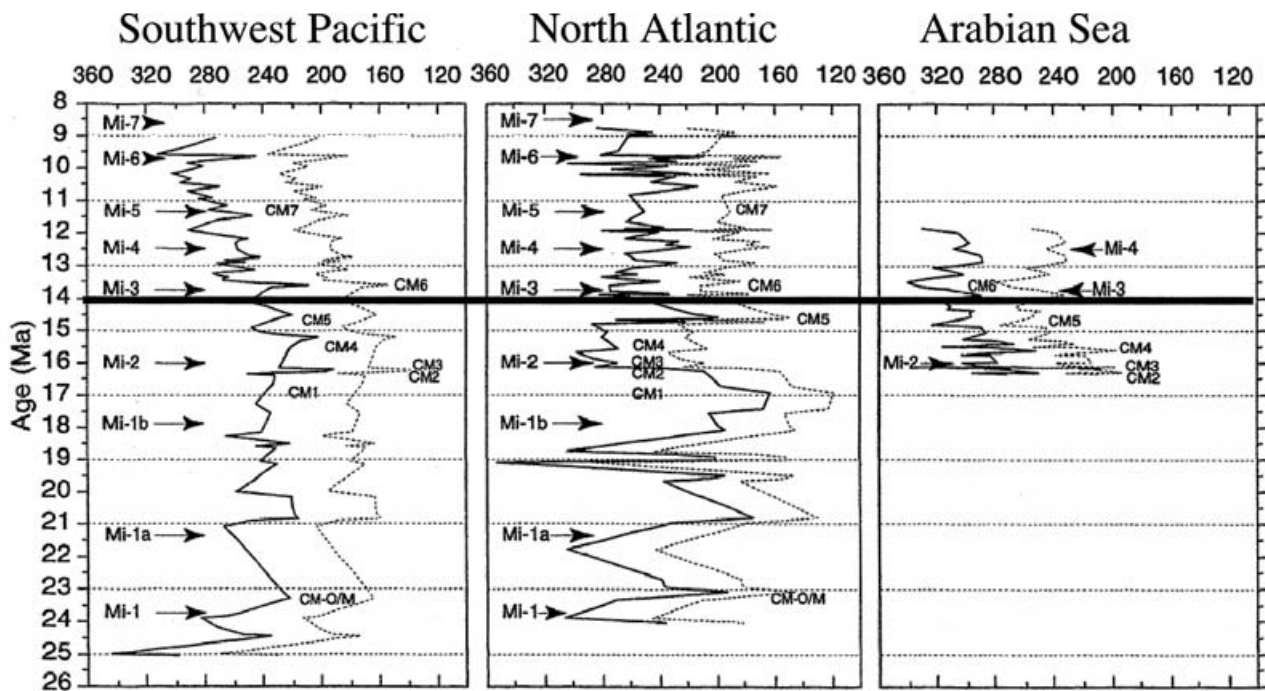 Southwest Pacific North Atlantic Arabian Sea
360 320 280 240 200 160 120 360 280 240 200 160 120 360 320 280 240 200 160 120
8
Mi-7 Mi-7
9
Mi-6 Mi-6
10
11
Mi-5 CM7 Mi-5 CM7
12
Mi-4 Mi-4 Mi-4
13
Mi-3 CM6 Mi-3 CM6 CM6 Mi-3
14
CM5 CM5 CM5
15
CM4 CM4 CM4
16
Mi-2 CM3 Mi-2 CM3 Mi-2 CM3
CM2 CM2 CM2
CM1 CM1
17
Mi-1b Mi-1b
18
19
20
21
Mi-1a Mi-1a
22
23
CM-O/M CM-O/M
Mi-1 Mi-1
24
25
26
Age (Ma)